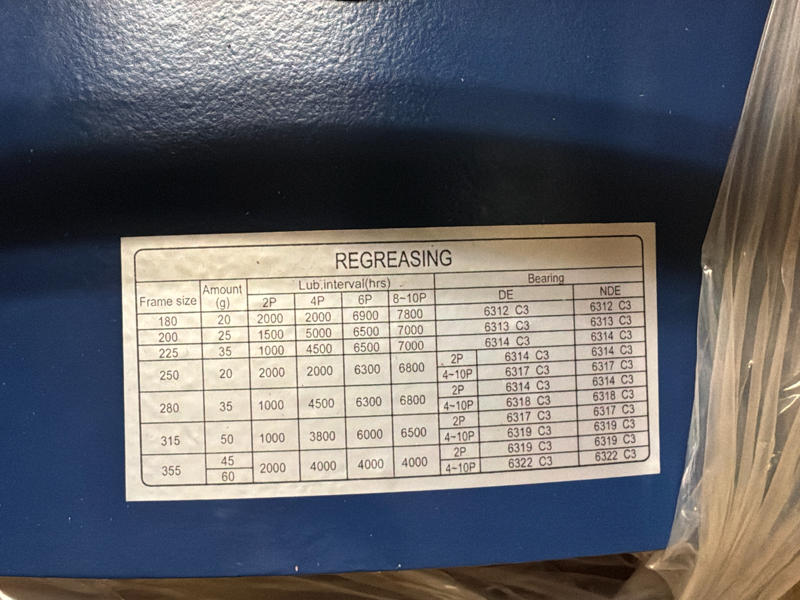 REGREASING
Frame size Amount (g) Lub.interval(hrs) Bearing
2P 4P 6P 8~10P DE NDE
180 20 2000 2000 6900 7800 6312 C3 6312 C3
200 25 1500 5000 6500 7000 6313 C3 6313 C3
225 35 1000 4500 6500 7000 6314 C3 6314 C3
250 20 2000 2000 6300 6800 2P 6314 C3 6314 C3
4~10P 6317 C3 6317 C3
280 35 1000 4500 6300 6800 2P 6314 C3 6314 C3
4~10P 6318 C3 6318 C3
315 50 1000 3800 6000 6500 2P 6317 C3 6317 C3
4~10P 6319 C3 6319 C3
355 45 2000 4000 4000 4000 2P 6319 C3 6319 C3
60 4~10P 6322 C3 6322 C3